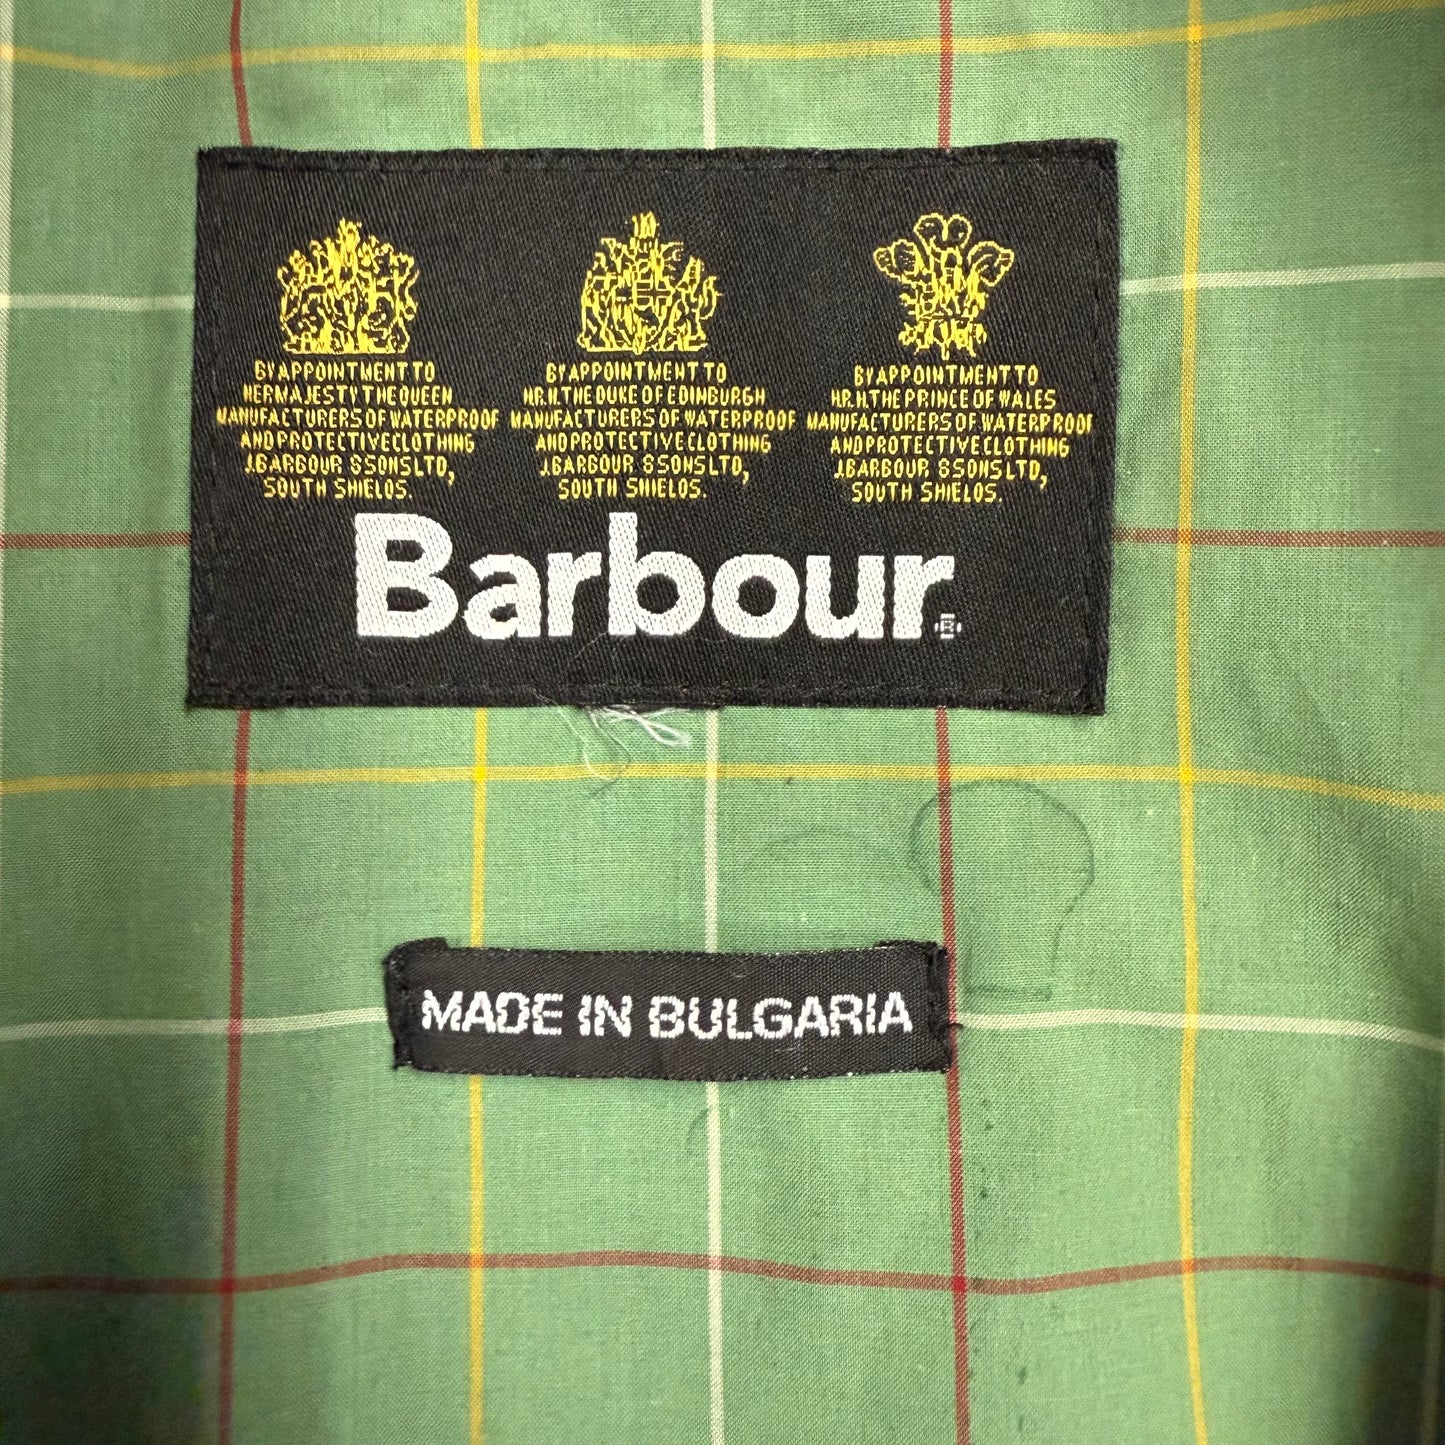 BY APPOINTMENT TO
HER MAJESTY THE QUEEN
MANUFACTURERS OF WATERPROOF
AND PROTECTIVE CLOTHING
J.BARBOUR & SONS LTD,
SOUTH SHIELDS.
BY APPOINTMENT TO
H.R.H. THE DUKE OF EDINBURGH
MANUFACTURERS OF WATERPROOF
AND PROTECTIVE CLOTHING
J.BARBOUR & SONS LTD,
SOUTH SHIELDS.
BY APPOINTMENT TO
H.R.H. THE PRINCE OF WALES
MANUFACTURERS OF WATERPROOF
AND PROTECTIVE CLOTHING
J.BARBOUR & SONS LTD,
SOUTH SHIELDS.
Barbour®
MADE IN BULGARIA